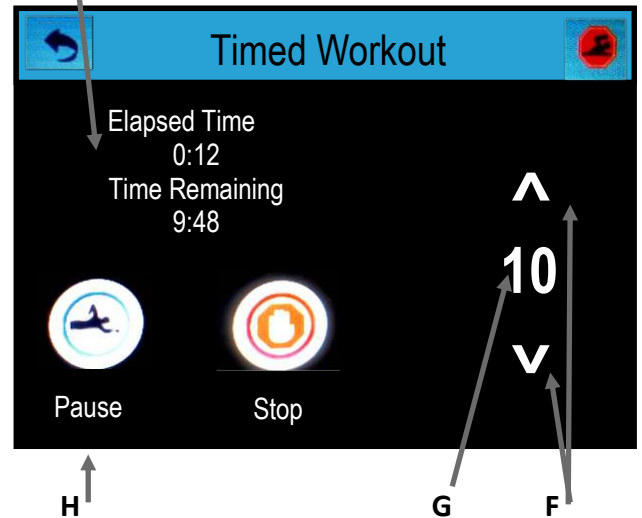 Timed Workout
Elapsed Time
0:12
Time Remaining
9:48
^
10
v
Pause
Stop
H
G
F